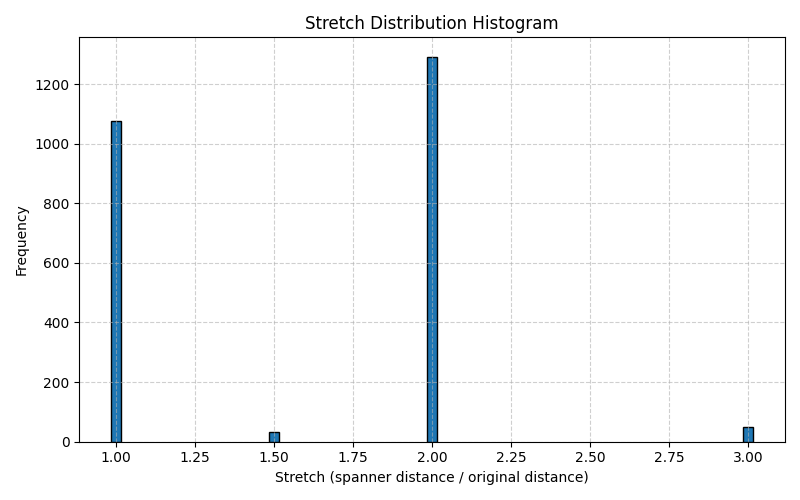 Stretch Distribution Histogram
Frequency
1200
1000
800
600
400
200
0
1.00 1.25 1.50 1.75 2.00 2.25 2.50 2.75 3.00
Stretch (spanner distance / original distance)